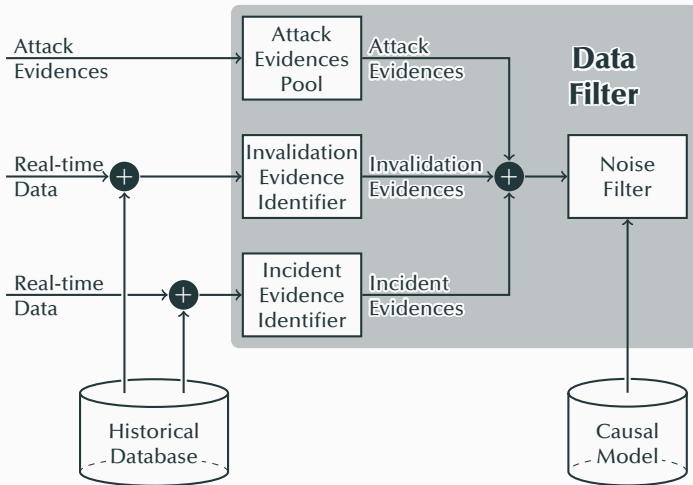 Attack
Evidences
Attack
Evidences
Pool
Attack
Evidences
Data
Filter
Real-time
Data
+
Invalidation
Evidence
Identifier
Invalidation
Evidences
+
Noise
Filter
Real-time
Data
+
Incident
Evidence
Identifier
Incident
Evidences
Historical
Database
Causal
Model